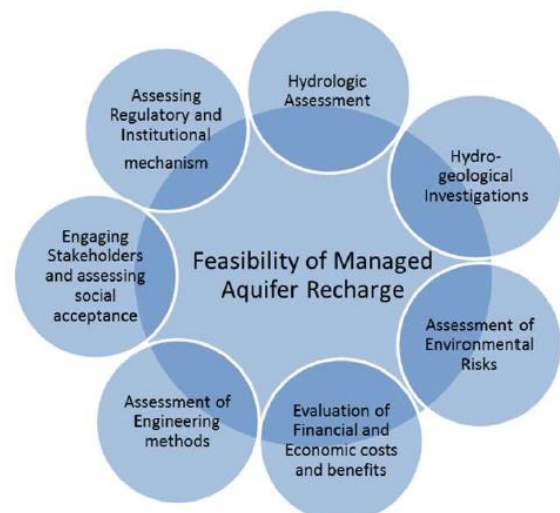 Hydrologic
Assessment
Hydro-
geological
Investigations
Assessment of
Environmental
Risks
Evaluation of
Financial and
Economic costs
and benefits
Assessment of
Engineering
methods
Engaging
Stakeholders
and assessing
social
acceptance
Assessing
Regulatory and
Institutional
mechanism
Feasibility of Managed
Aquifer Recharge